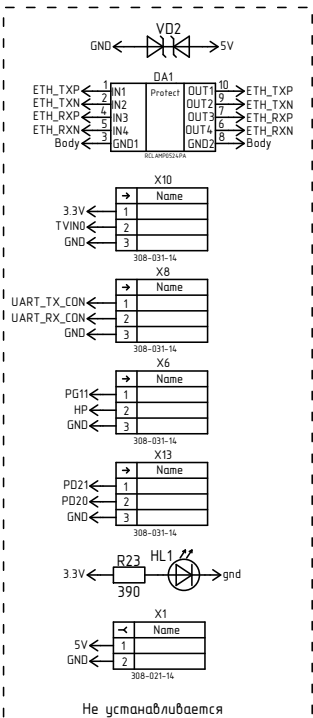 VD2
GND 5V
DA1
ETH_TXP 1 IN1 Protect OUT1 10 ETH_TXP
ETH_TXN 2 IN2 OUT2 9 ETH_TXN
ETH_RXP 4 IN3 OUT3 7 ETH_RXP
ETH_RXN 5 IN4 OUT4 6 ETH_RXN
Body 3 GND1 GND2 8 Body
RCLAMP0524PA
X10
→ Name
3.3V 1
TVIN0 2
GND 3
308-031-14
X8
→ Name
UART_TX_CON 1
UART_RX_CON 2
GND 3
308-031-14
X6
→ Name
PG11 1
HP 2
GND 3
308-031-14
X13
→ Name
PD21 1
PD20 2
GND 3
308-031-14
R23 HL1
3.3V gnd
390
X1
Name
5V 1
GND 2
308-021-14
Не устанавливается